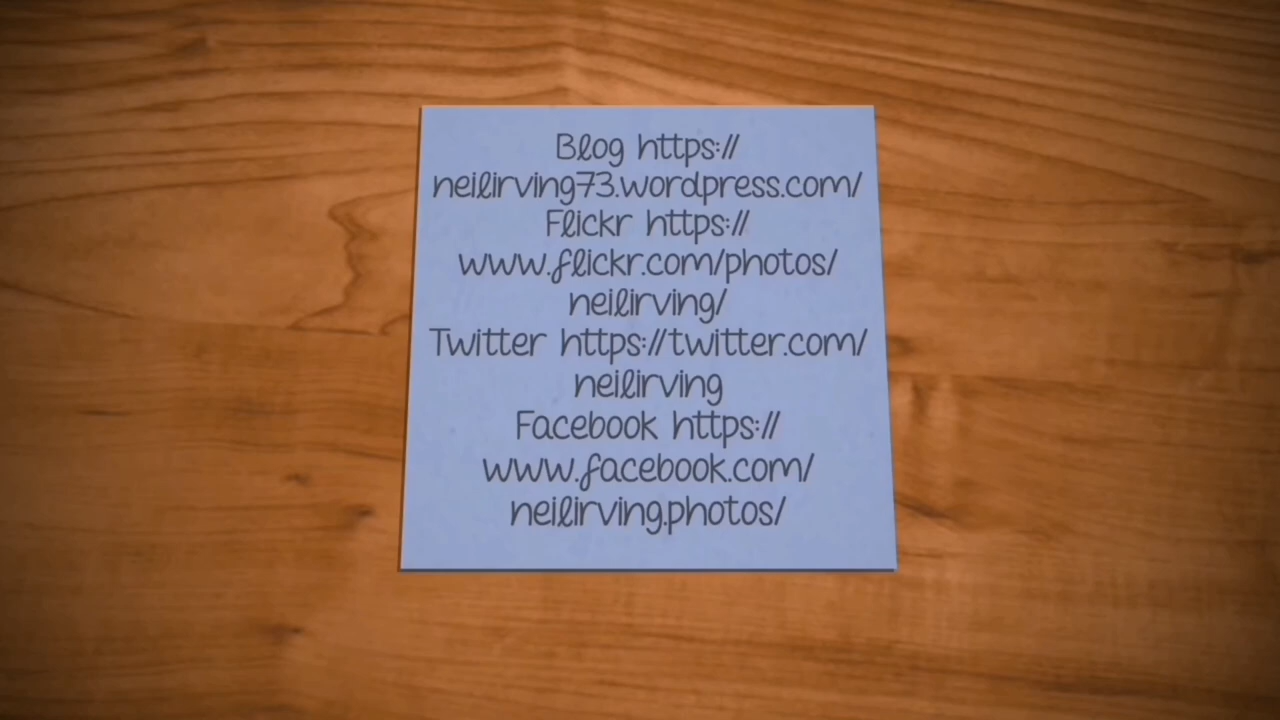 Blog https://
neilirving73.wordpress.com/
Flickr https://
www.flickr.com/photos/
neilirving/
Twitter https://twitter.com/
neilirving
Facebook https://
www.facebook.com/
neilirving.photos/